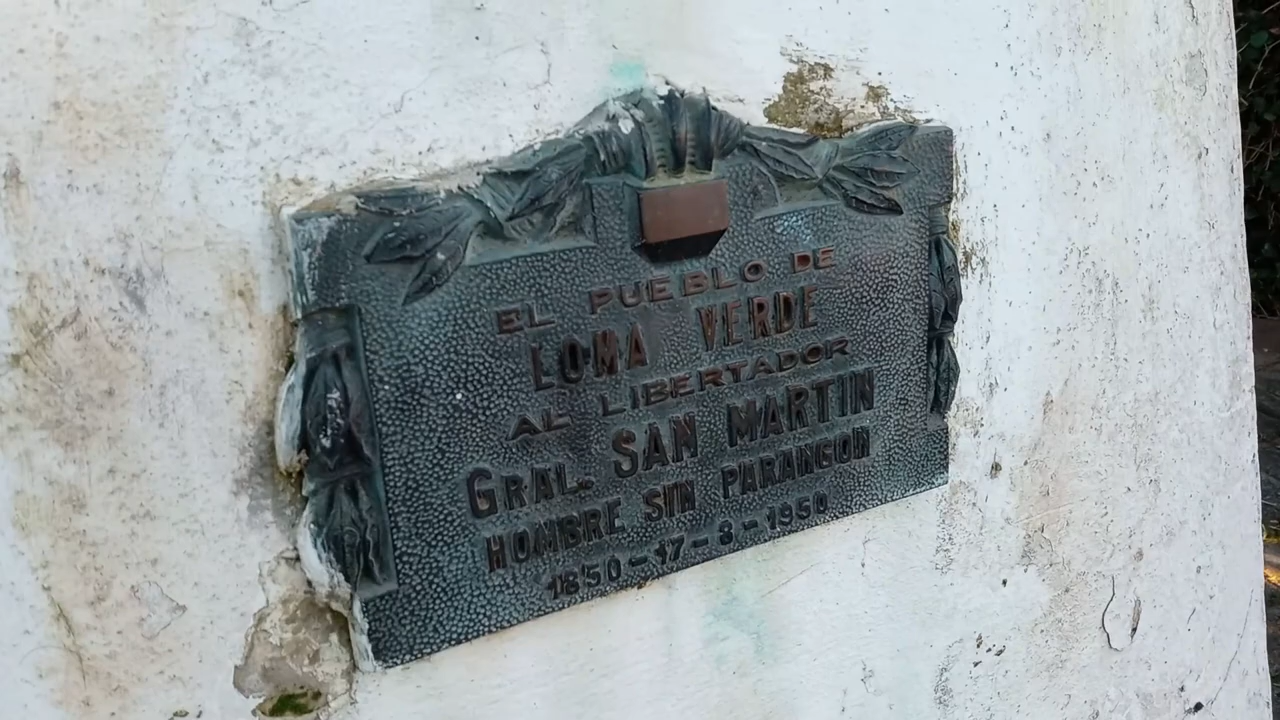 EL PUEBLO DE
LOMA VERDE
AL LIBERTADOR
GRAL. SAN MARTIN
HOMBRE SIN PARANGON
1850-17-8-1950